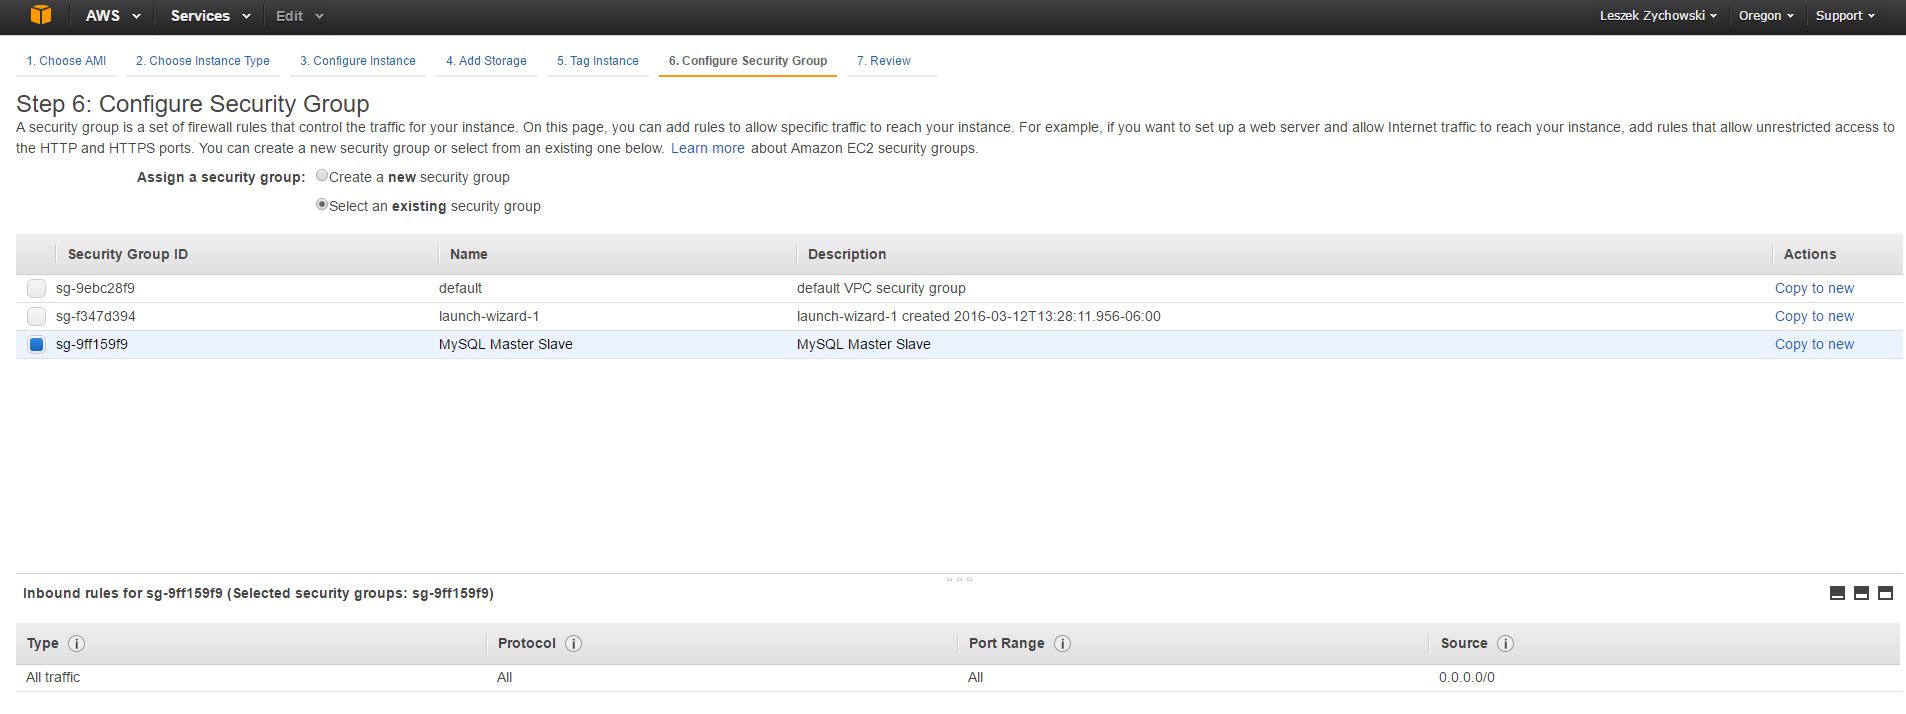 AWS Services Edit Leszek Zychowski Oregon Support
1. Choose AMI 2. Choose Instance Type 3. Configure Instance 4. Add Storage 5. Tag Instance 6. Configure Security Group 7. Review
Step 6: Configure Security Group
A security group is a set of firewall rules that control the traffic for your instance. On this page, you can add rules to allow specific traffic to reach your instance. For example, if you want to set up a web server and allow Internet traffic to reach your instance, add rules that allow unrestricted access to
the HTTP and HTTPS ports. You can create a new security group or select from an existing one below. Learn more about Amazon EC2 security groups.
Assign a security group: Create a new security group
Select an existing security group
Security Group ID Name Description Actions
sg-9ebc28f9 default default VPC security group Copy to new
sg-f347d394 launch-wizard-1 launch-wizard-1 created 2016-03-12T13:28:11.956-06:00 Copy to new
sg-9ff159f9 MySQL Master Slave MySQL Master Slave Copy to new
Inbound rules for sg-9ff159f9 (Selected security groups: sg-9ff159f9)
Type i Protocol i Port Range i Source i
All traffic All All 0.0.0.0/0